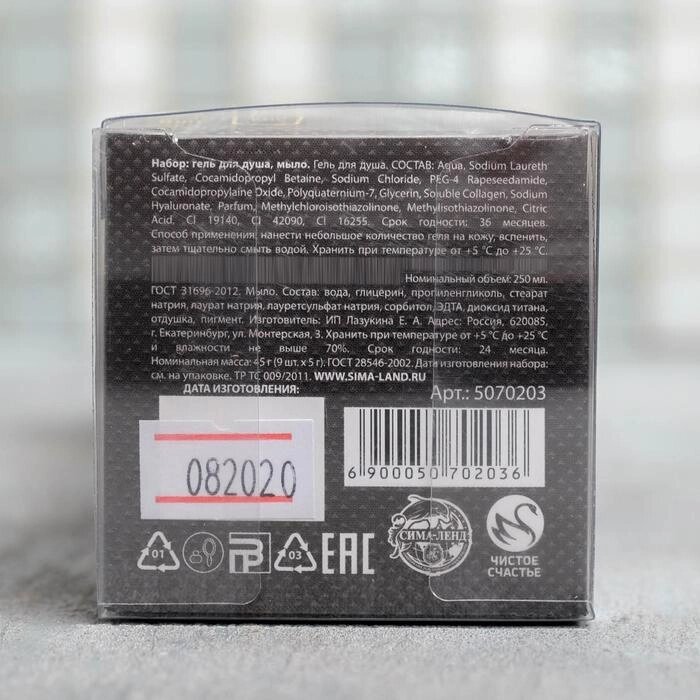 Набор: гель для душа, мыло. Гель для душа. СОСТАВ: Aqua, Sodium Laureth
Sulfate, Cocamidopropyl Betaine, Sodium Chloride, PEG-4 Rapeseedamide,
Cocamidopropylaine Oxide, Polyquaternium-7, Glycerin, Soluble Collagen, Sodium
Hyaluronate, Parfum, Methylchloroisothiazolinone, Methylisothiazolinone, Citric
Acid. CI 19140, CI 42090, CI 16255. Срок годности: 36 месяцев.
Способ применения: нанести небольшое количество геля на кожу, вспенить,
затем тщательно смыть водой. Хранить при температуре от +5 °С до +25 °С.
Номинальный объем: 250 мл.
ГОСТ 31696-2012. Мыло. Состав: вода, глицерин, пропиленгликоль, стеарат
натрия, лаурат натрия, лауретсульфат натрия, сорбитол, ЭДТА, диоксид титана,
отдушка, пигмент. Изготовитель: ИП Лазукина Е. А. Адрес: Россия, 620085,
г. Екатеринбург, ул. Монтерская, 3. Хранить при температуре от +5 °С до +25 °С
и влажности не выше 70%. Срок годности: 24 месяца.
Номинальная масса: 45 г (9 шт. х 5 г). ГОСТ 28546-2002. Дата изготовления набора:
см. на упаковке. ТР ТС 009/2011. WWW.SIMA-LAND.RU
ДАТА ИЗГОТОВЛЕНИЯ:
Арт.: 5070203
082020
6 900050 702036
01
03
EAC
СИМА-ЛЕНД
ЧИСТОЕ
СЧАСТЬЕ